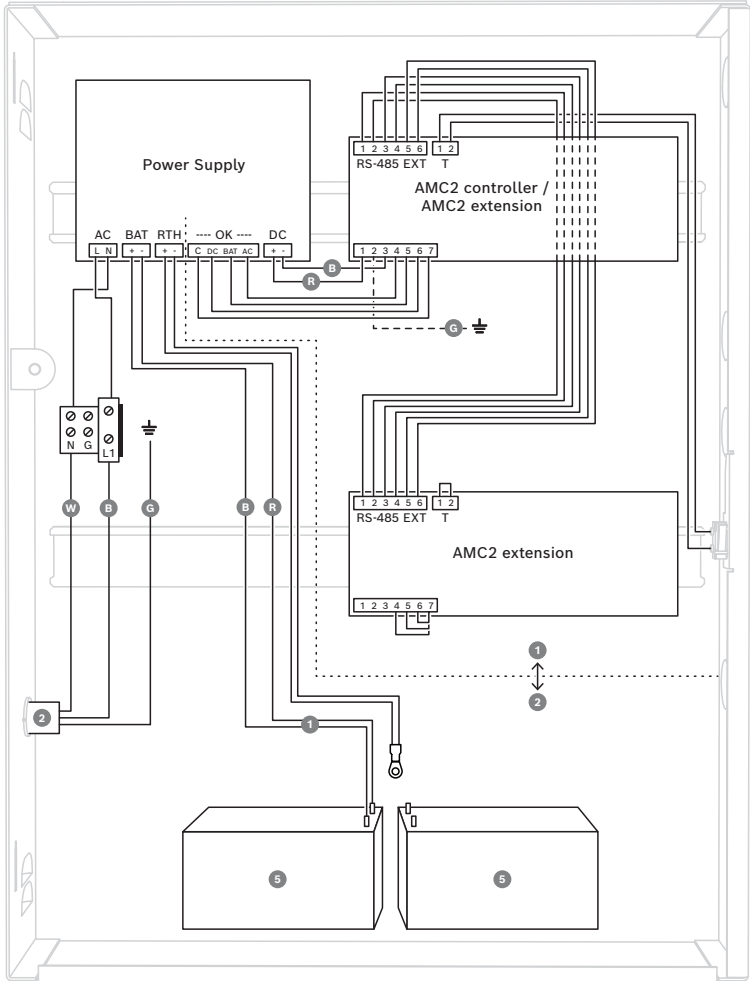 Power Supply
AC BAT RTH ---- OK ---- DC
L N + - + - C DC BAT AC + -
1 2 3 4 5 6 1 2
RS-485 EXT T
AMC2 controller /
AMC2 extension
1 2 3 4 5 6 7
B
R
G
N G L1
W B G B R
1 2 3 4 5 6 1 2
RS-485 EXT T
AMC2 extension
1 2 3 4 5 6 7
1
2
2
1
5 5